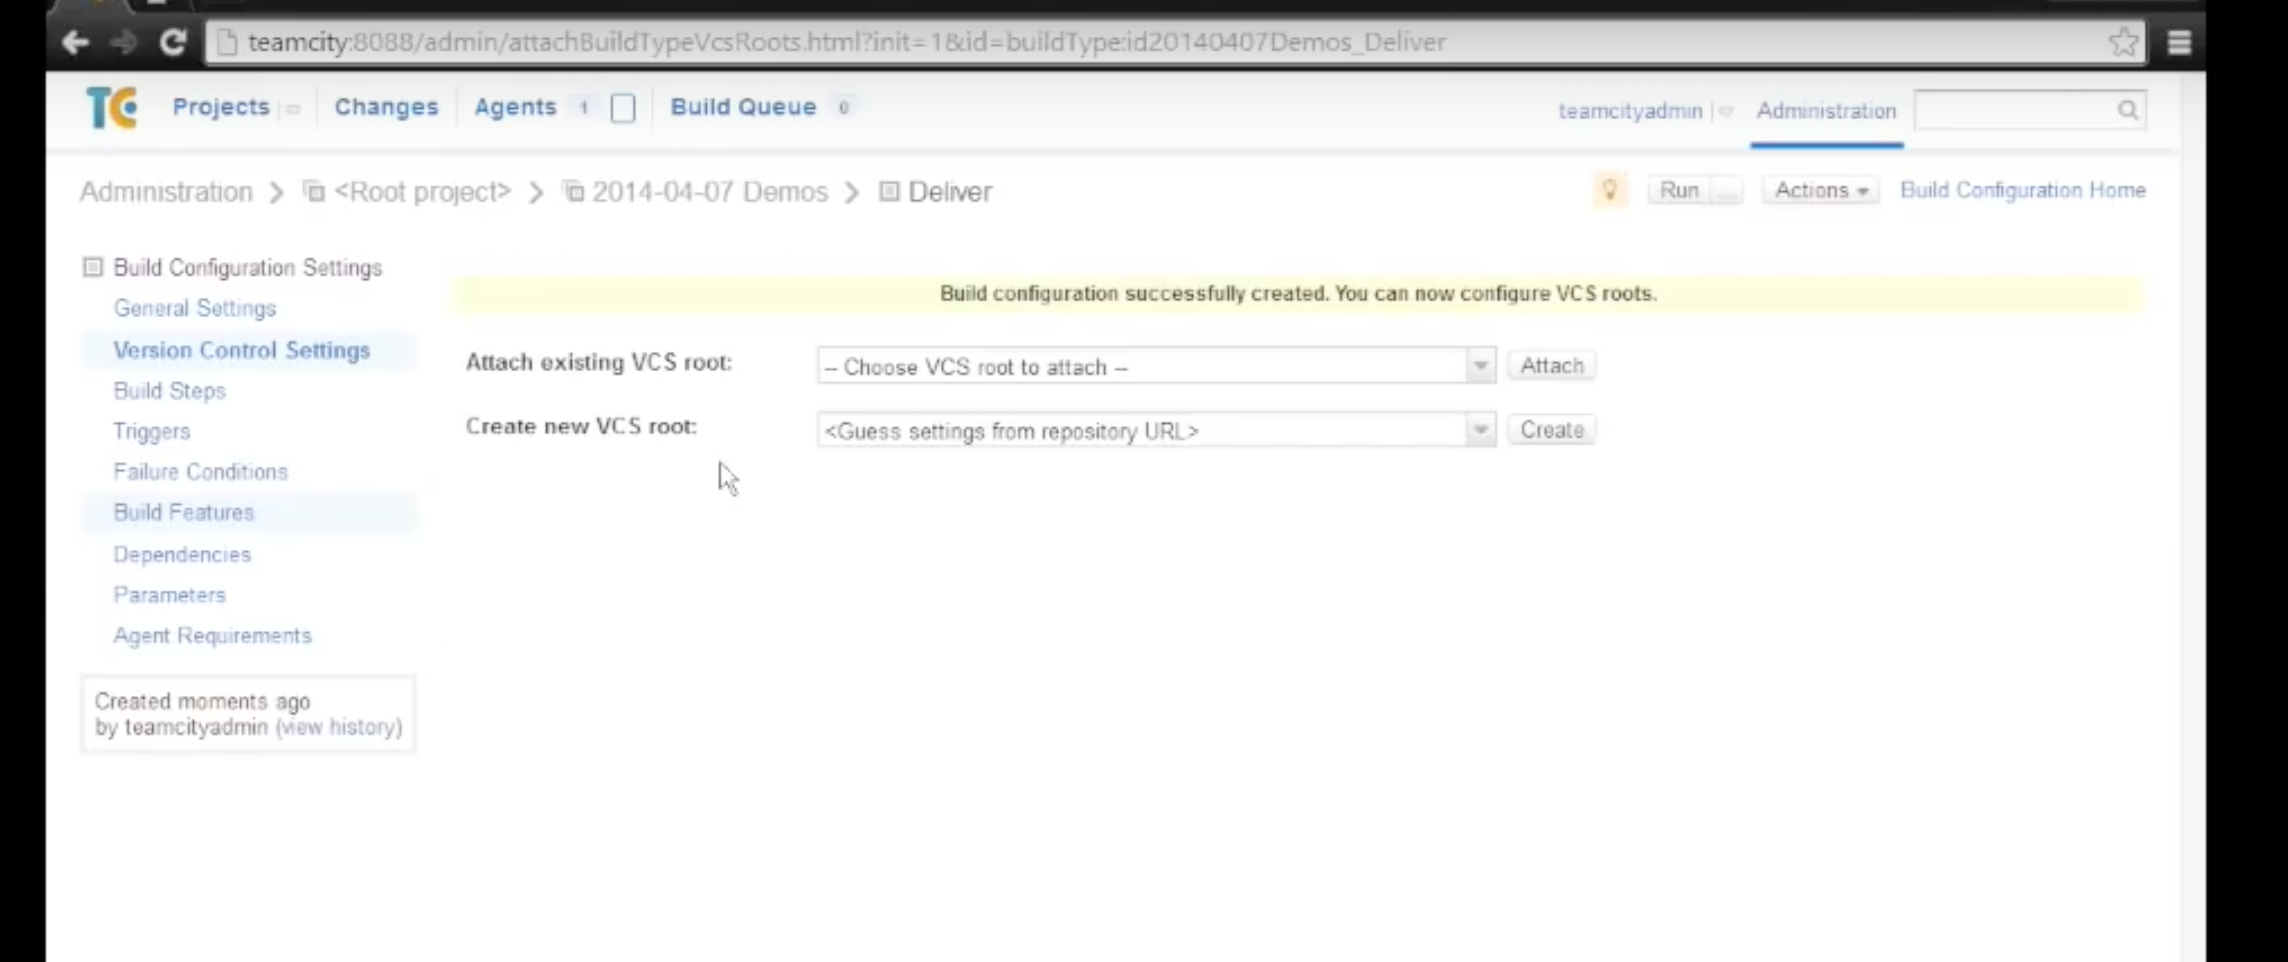 teamcity:8088/admin/attachBuildTypeVcsRoots.html?init=1&id=buildType:id20140407Demos_Deliver
TC Projects Changes Agents 1 Build Queue 0 teamcityadmin Administration
Administration > <Root project> > 2014-04-07 Demos > Deliver Run ... Actions Build Configuration Home
Build Configuration Settings
General Settings
Version Control Settings
Build Steps
Triggers
Failure Conditions
Build Features
Dependencies
Parameters
Agent Requirements
Created moments ago
by teamcityadmin (view history)
Build configuration successfully created. You can now configure VCS roots.
Attach existing VCS root: -- Choose VCS root to attach -- Attach
Create new VCS root: <Guess settings from repository URL> Create